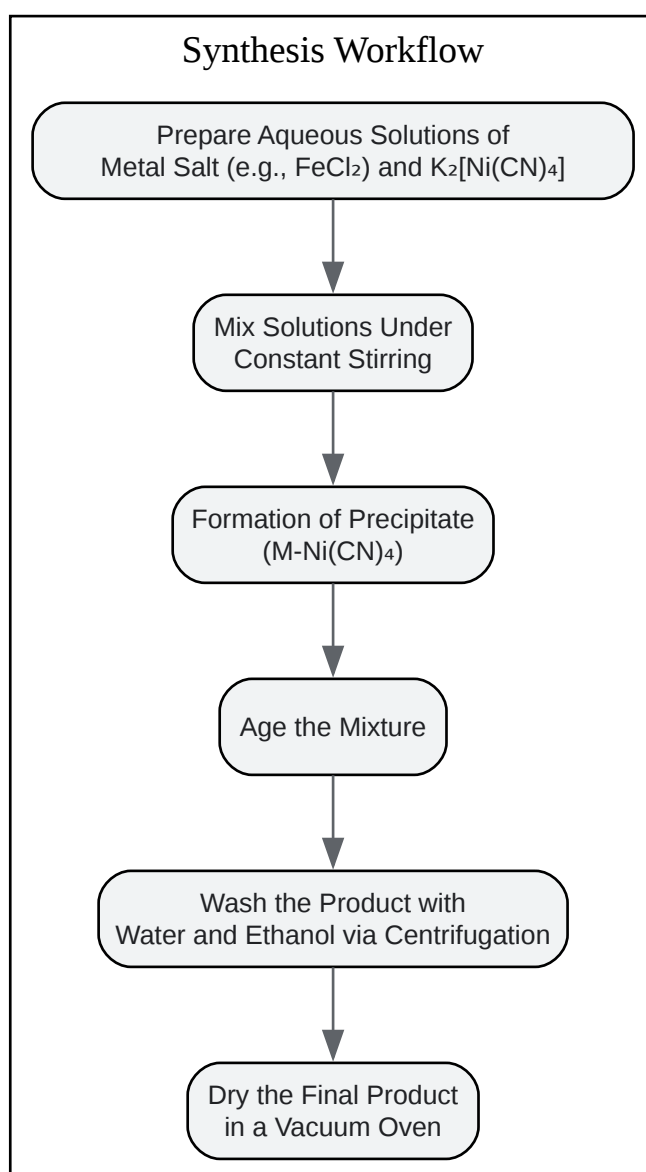 Synthesis Workflow
Prepare Aqueous Solutions of
Metal Salt (e.g., FeCl₂) and K₂[Ni(CN)₄]
Mix Solutions Under
Constant Stirring
Formation of Precipitate
(M-Ni(CN)₄)
Age the Mixture
Wash the Product with
Water and Ethanol via Centrifugation
Dry the Final Product
in a Vacuum Oven